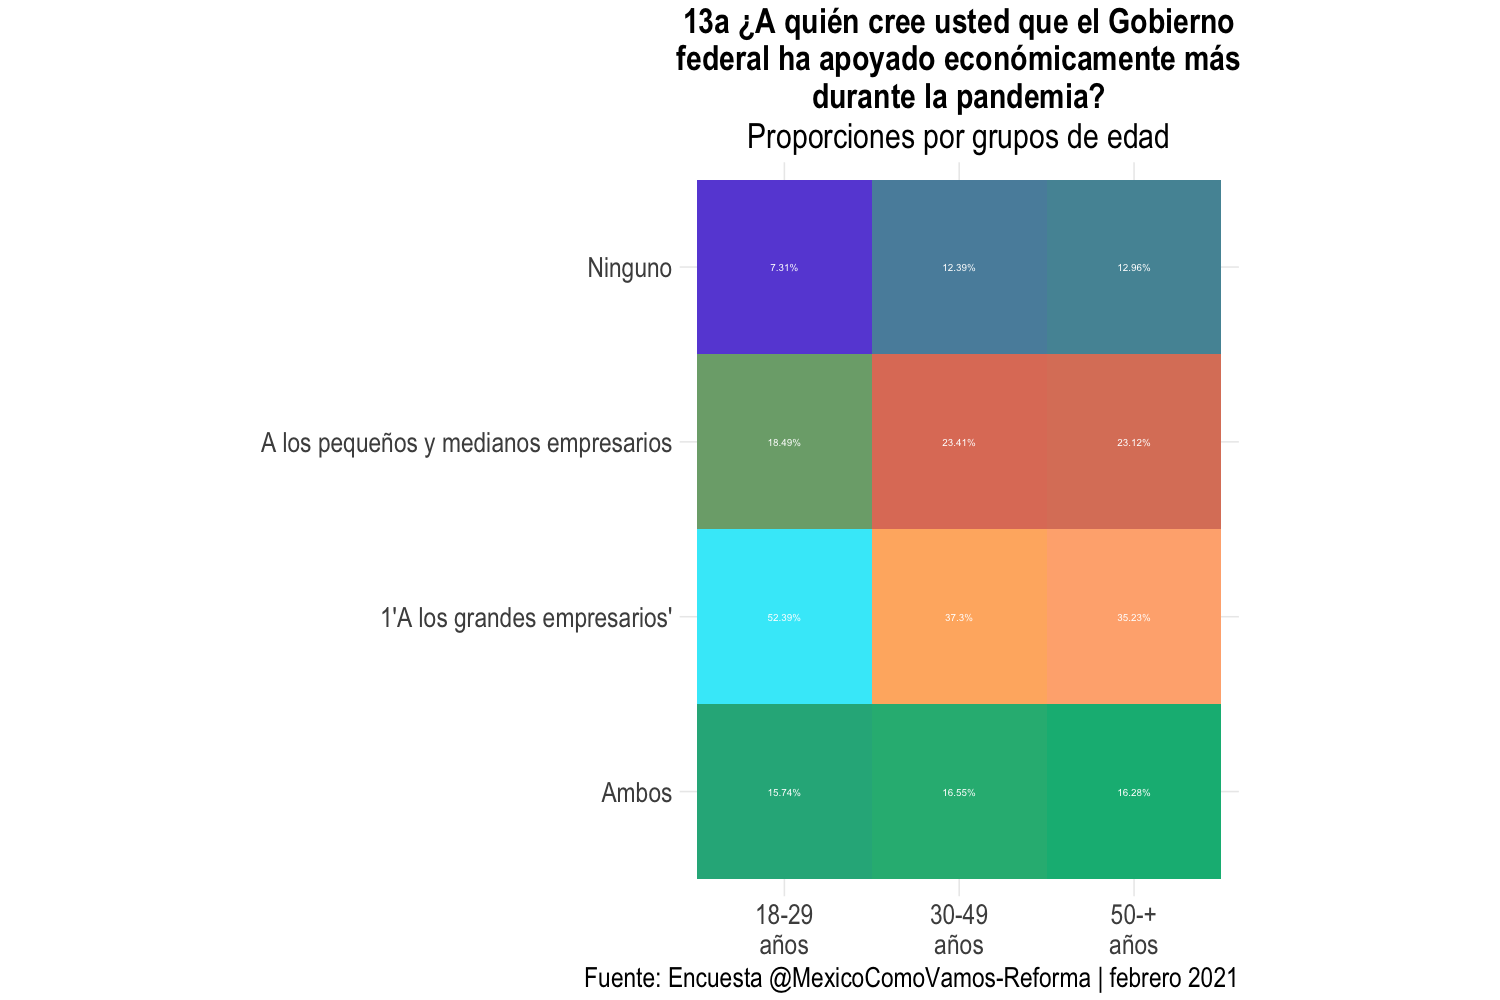 13a ¿A quién cree usted que el Gobierno
federal ha apoyado económicamente más
durante la pandemia?
Proporciones por grupos de edad
Ninguno
7.31%
12.39%
12.96%
A los pequeños y medianos empresarios
18.49%
23.41%
23.12%
1'A los grandes empresarios'
52.39%
37.3%
35.23%
Ambos
15.74%
16.55%
16.28%
18-29
años
30-49
años
50-+
años
Fuente: Encuesta @MexicoComoVamos-Reforma | febrero 2021